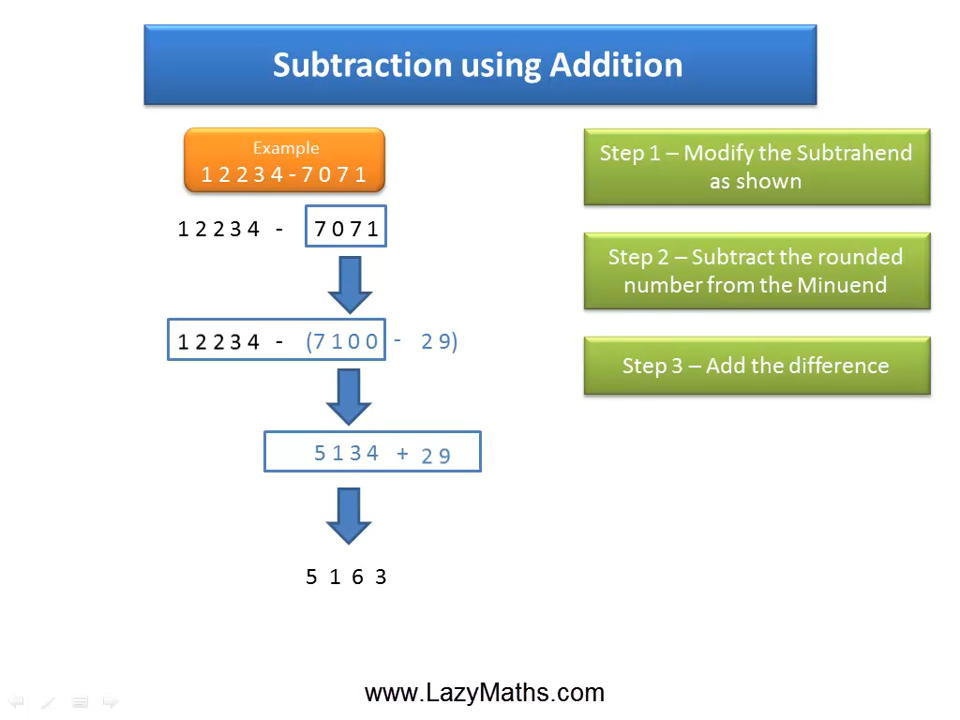 Subtraction using Addition
Example
1 2 2 3 4 - 7 0 7 1
1 2 2 3 4 - 7 0 7 1
1 2 2 3 4 - (7 1 0 0 - 2 9)
5 1 3 4 + 2 9
5 1 6 3
Step 1 – Modify the Subtrahend
as shown
Step 2 – Subtract the rounded
number from the Minuend
Step 3 – Add the difference
www.LazyMaths.com